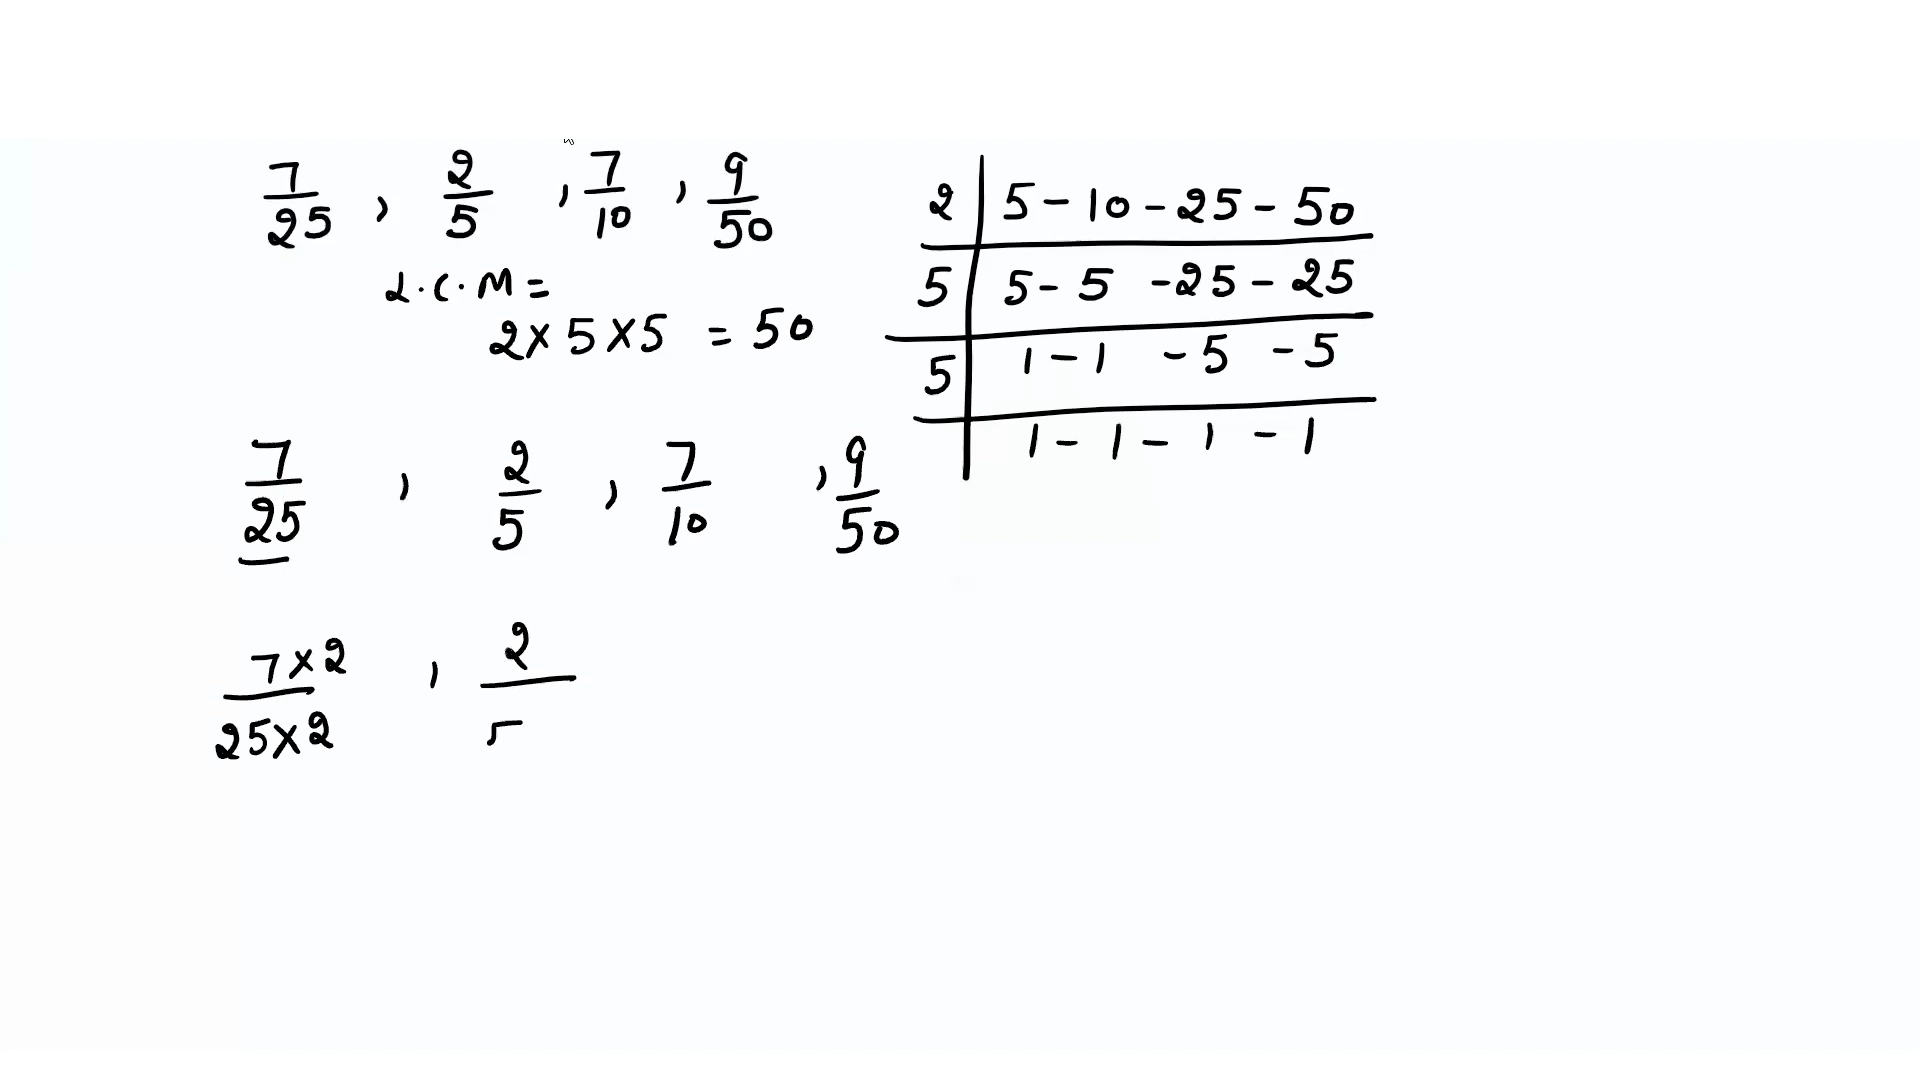 7/25 , 2/5 , 7/10 , 9/50
L.C.M =
2 × 5 × 5 = 50
2 | 5 - 10 - 25 - 50
5 | 5 - 5 - 25 - 25
5 | 1 - 1 - 5 - 5
1 - 1 - 1 - 1
7/25 , 2/5 , 7/10 , 9/50
7×2/25×2 , 2/5